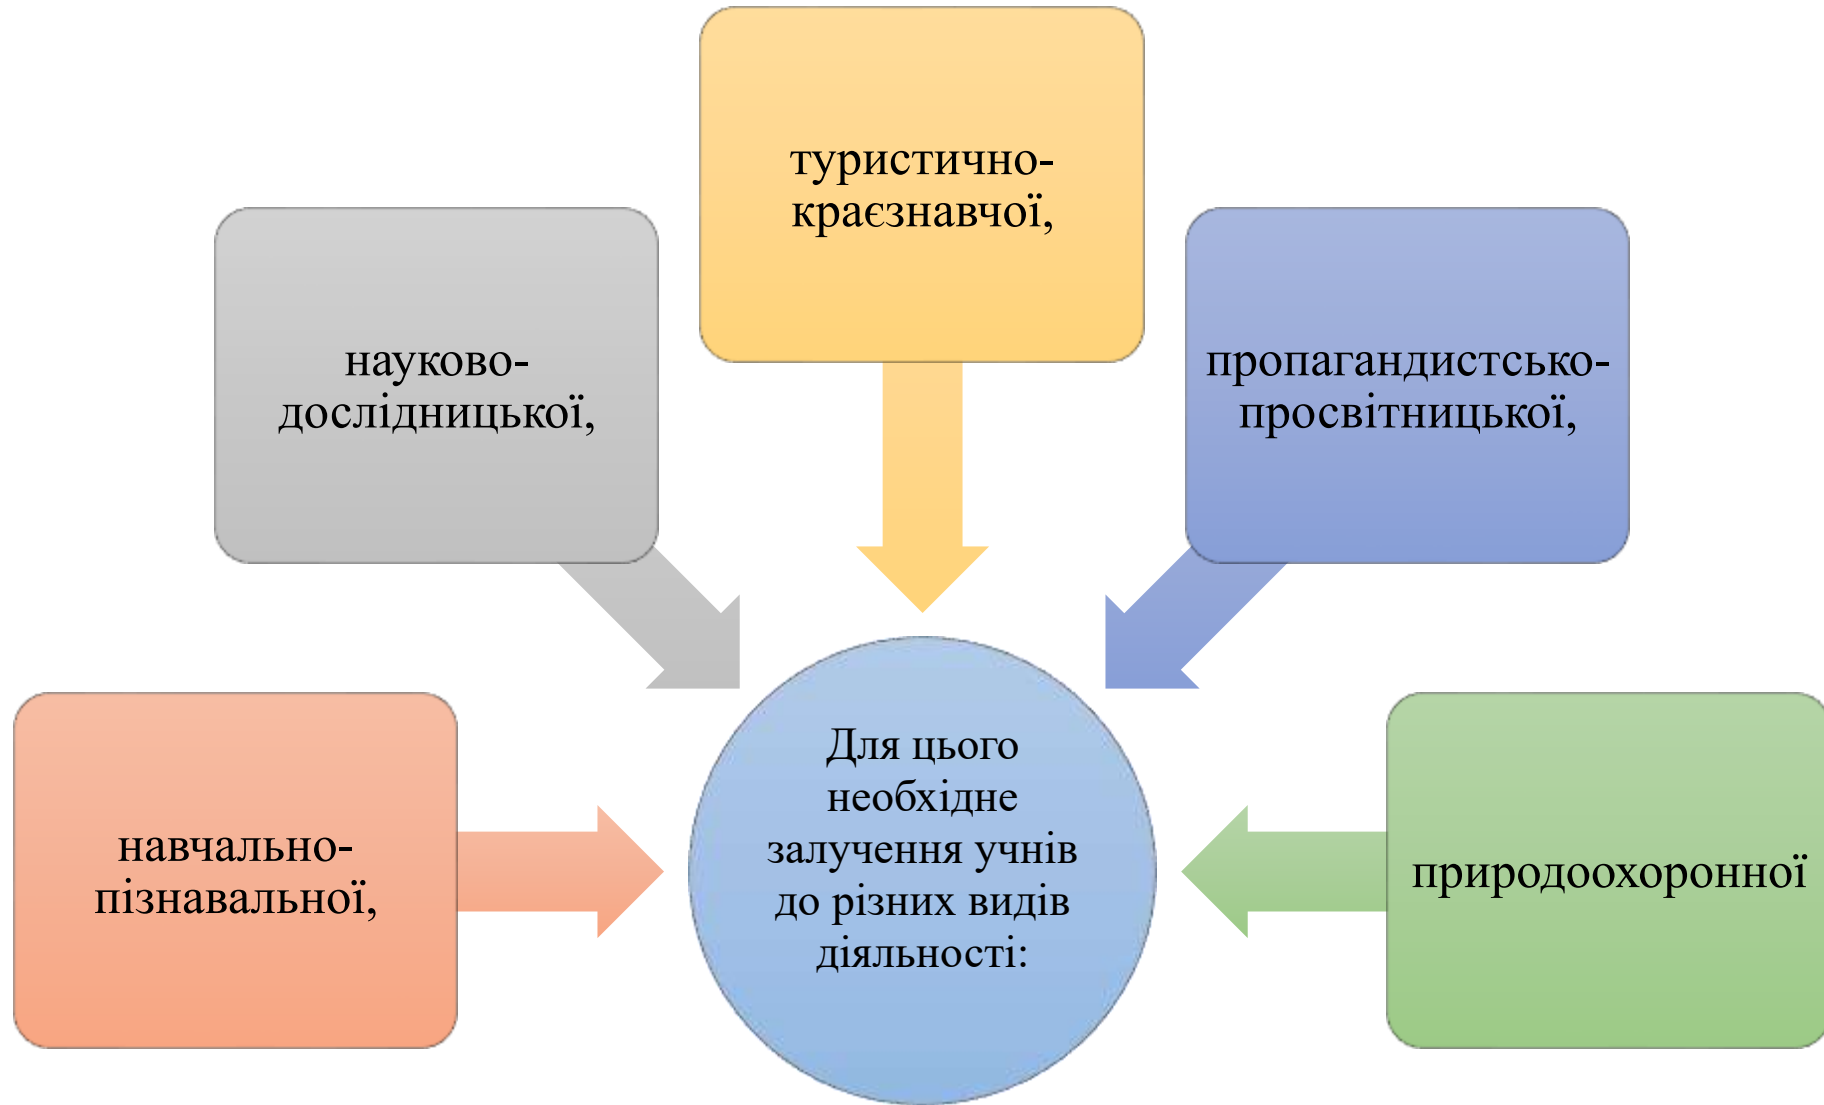 Для цього
необхідне
залучення учнів
до різних видів
діяльності:
навчально-
пізнавальної,
науково-
дослідницької,
туристично-
краєзнавчої,
пропагандистсько-
просвітницької,
природоохоронної